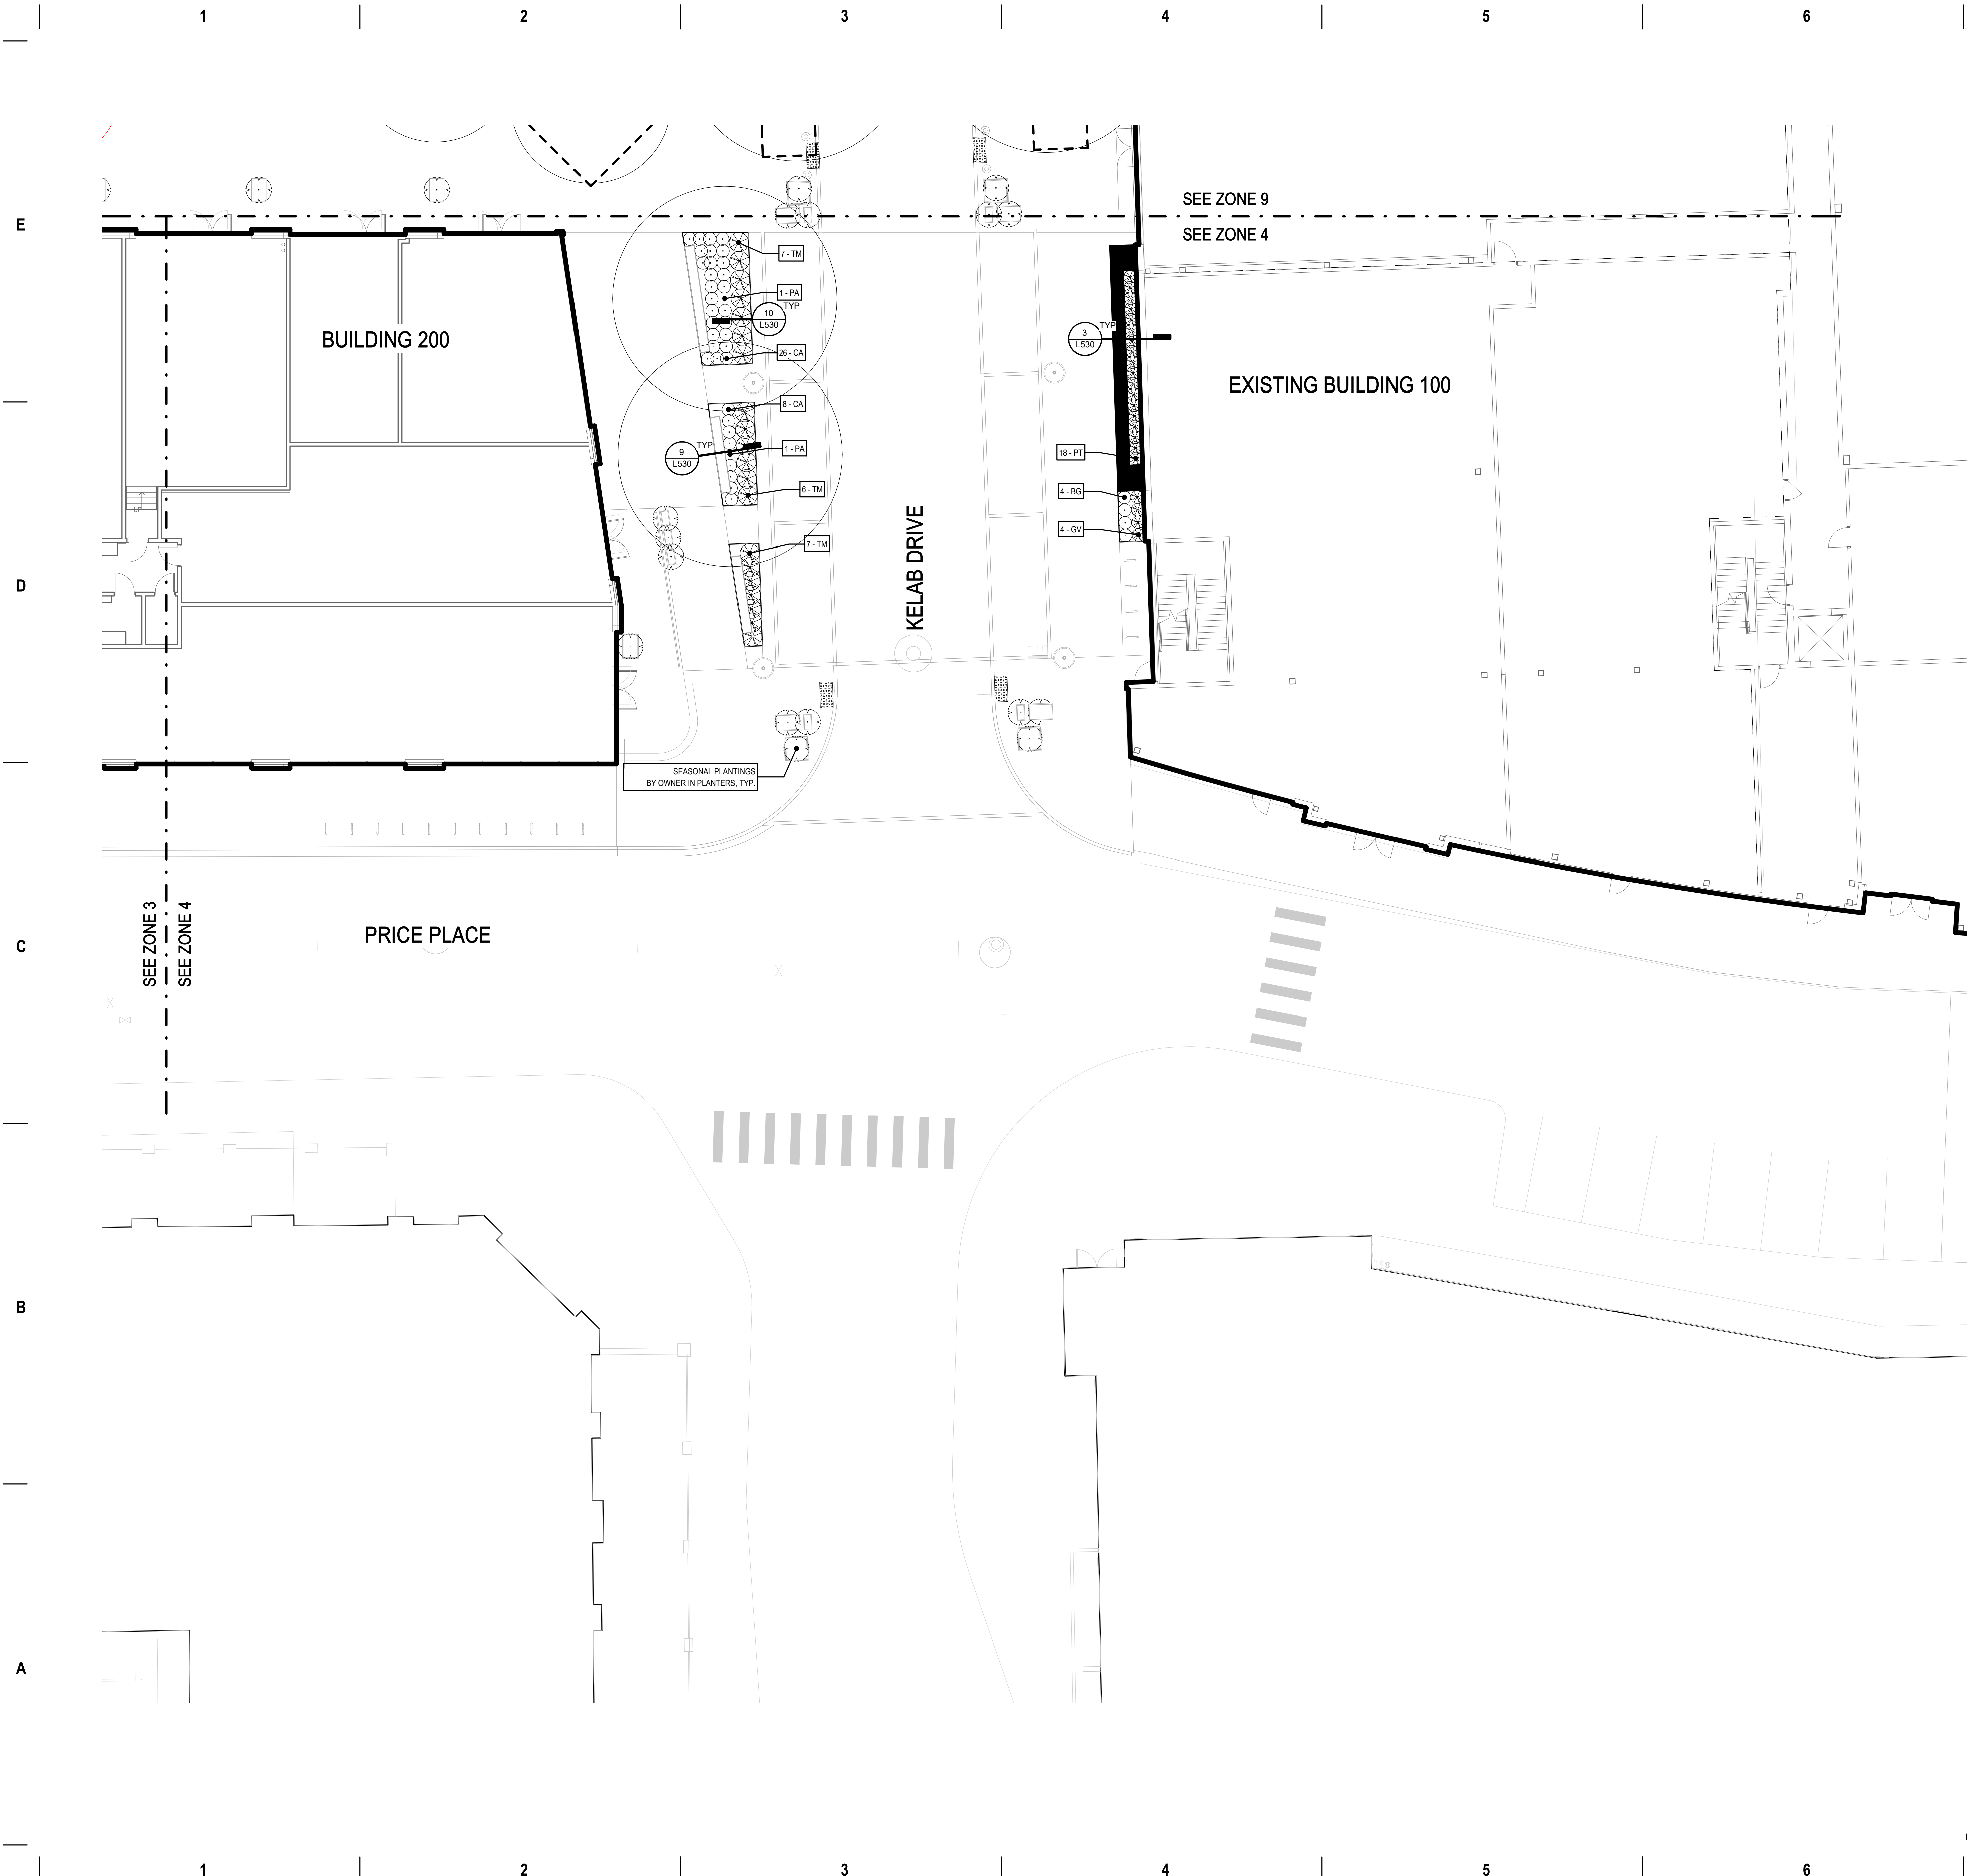 1 2 3 4 5 6
E
SEE ZONE 9
SEE ZONE 4
7 - TM
1 - PA
TYP
10
L530
TYP
3
L530
BUILDING 200
26 - CA
EXISTING BUILDING 100
8 - CA
TYP
9
L530
1 - PA
18 - PT
6 - TM
4 - BG
UP
4 - GV
7 - TM
KELAB DRIVE
D
SEASONAL PLANTINGS
BY OWNER IN PLANTERS, TYP.
SEE ZONE 3
SEE ZONE 4
PRICE PLACE
C
B
A
1 2 3 4 5 6